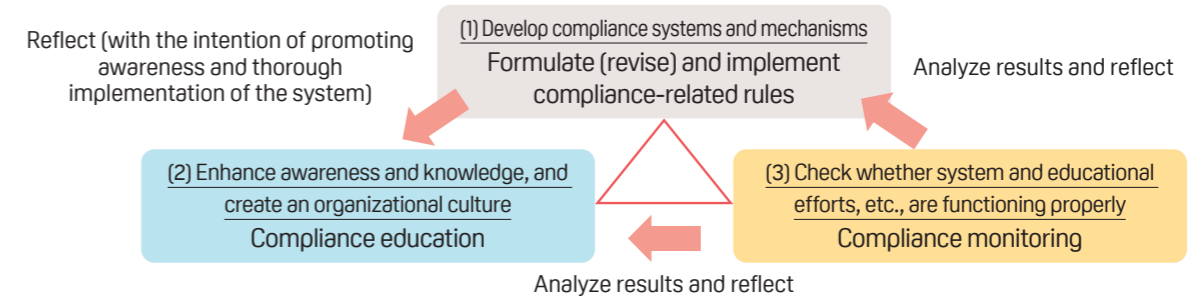 Reflect (with the intention of promoting
awareness and thorough
implementation of the system)
(1) Develop compliance systems and mechanisms
Formulate (revise) and implement
compliance-related rules
Analyze results and reflect
(2) Enhance awareness and knowledge, and
create an organizational culture
Compliance education
(3) Check whether system and educational
efforts, etc., are functioning properly
Compliance monitoring
Analyze results and reflect